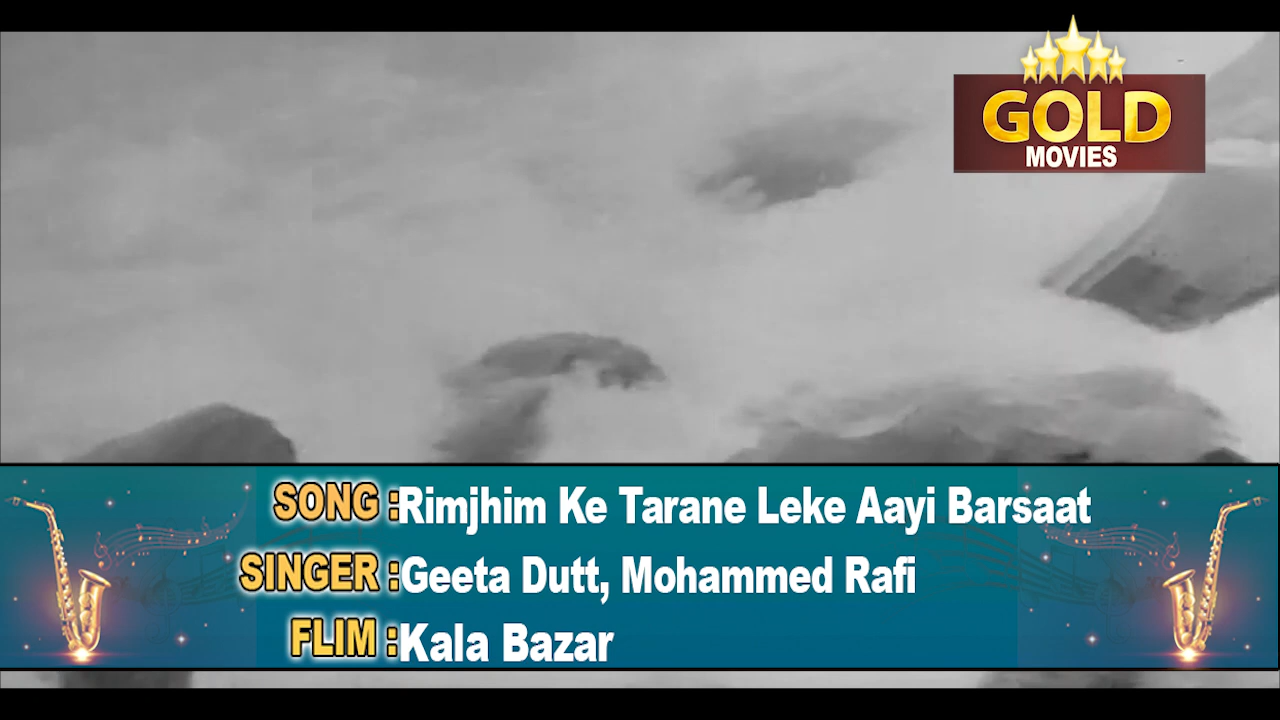 GOLD
MOVIES
SONG :Rimjhim Ke Tarane Leke Aayi Barsaat
SINGER :Geeta Dutt, Mohammed Rafi
FLIM :Kala Bazar